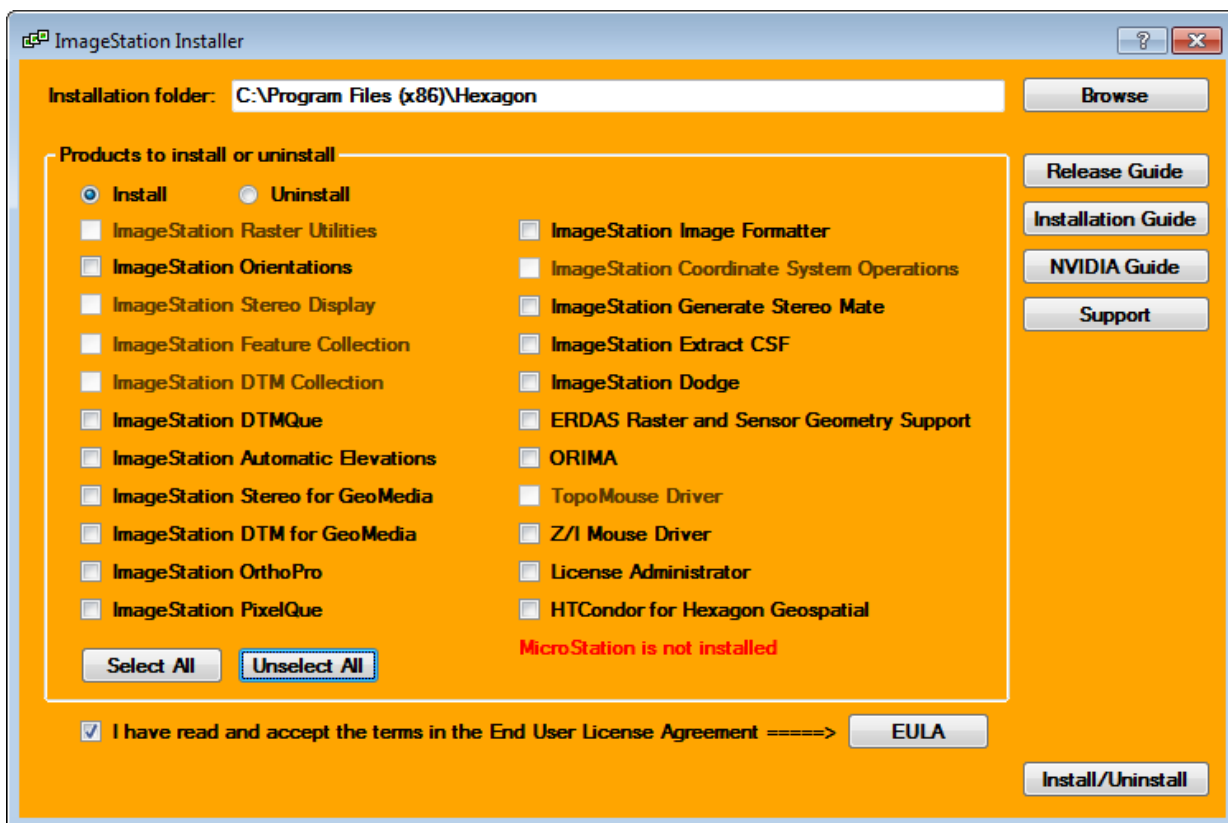 ImageStation Installer
Installation folder: C:\Program Files (x86)\Hexagon
Browse
Products to install or uninstall
Install Uninstall
ImageStation Raster Utilities
ImageStation Orientations
ImageStation Stereo Display
ImageStation Feature Collection
ImageStation DTM Collection
ImageStation DTMQue
ImageStation Automatic Elevations
ImageStation Stereo for GeoMedia
ImageStation DTM for GeoMedia
ImageStation OrthoPro
ImageStation PixelQue
ImageStation Image Formatter
ImageStation Coordinate System Operations
ImageStation Generate Stereo Mate
ImageStation Extract CSF
ImageStation Dodge
ERDAS Raster and Sensor Geometry Support
ORIMA
TopoMouse Driver
Z/I Mouse Driver
License Administrator
HTCondor for Hexagon Geospatial
MicroStation is not installed
Select All Unselect All
Release Guide
Installation Guide
NVIDIA Guide
Support
I have read and accept the terms in the End User License Agreement =====> EULA
Install/Uninstall